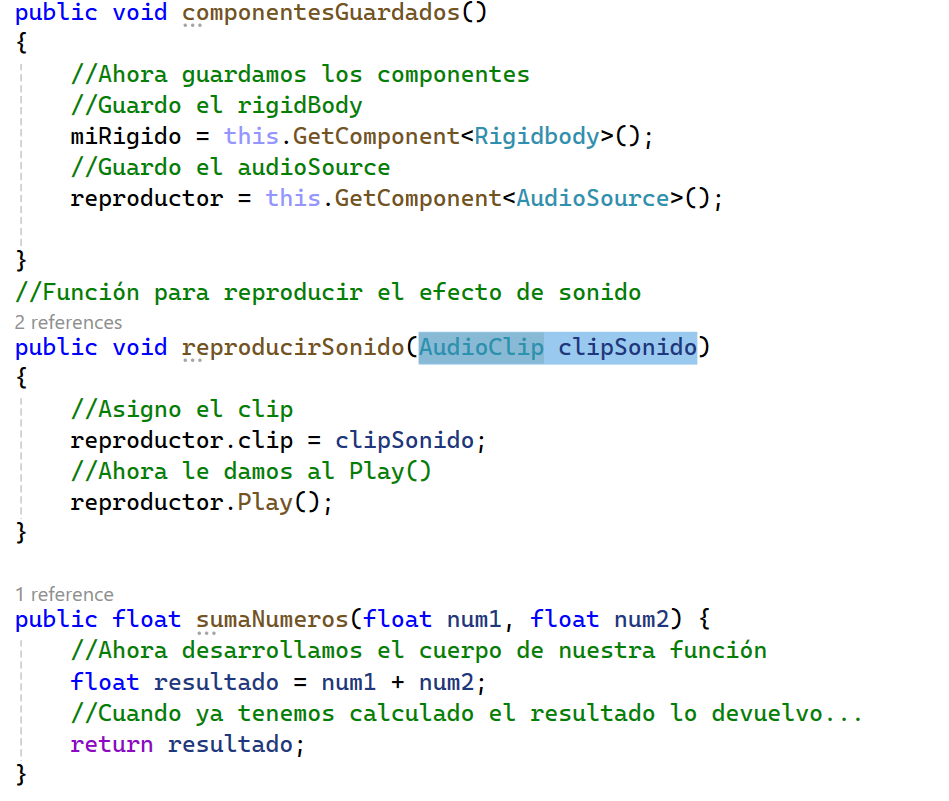 public void componentesGuardados()
{
//Ahora guardamos los componentes
//Guardo el rigidBody
miRigido = this.GetComponent<Rigidbody>();
//Guardo el audioSource
reproductor = this.GetComponent<AudioSource>();
}
//Función para reproducir el efecto de sonido
2 references
public void reproducirSonido(AudioClip clipSonido)
{
//Asigno el clip
reproductor.clip = clipSonido;
//Ahora le damos al Play()
reproductor.Play();
}
1 reference
public float sumaNumeros(float num1, float num2) {
//Ahora desarrollamos el cuerpo de nuestra función
float resultado = num1 + num2;
//Cuando ya tenemos calculado el resultado lo devuelvo...
return resultado;
}